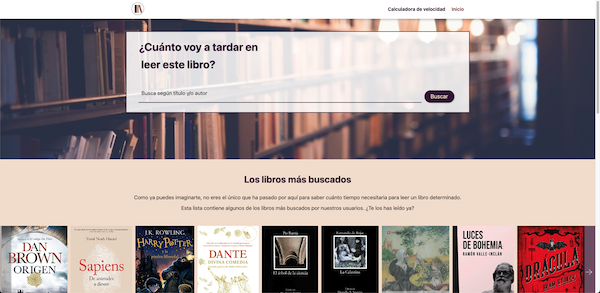 Calculadora de velocidad Inicio
¿Cuánto voy a tardar en
leer este libro?
Busca según título y/o autor
Buscar
Los libros más buscados
Como ya puedes imaginarte, no eres el único que ha pasado por aquí para saber cuánto tiempo necesitaría para leer un libro determinado.
Esta lista contiene algunos de los libros más buscados por nuestros usuarios. ¿Te los has leído ya?
DAN
BROWN
ORIGEN
Yuval Noah Harari
Sapiens
De animales
a dioses
J.K. ROWLING
HARRY POTTER
DANTE
DIVINA COMEDIA
Pío Baroja
El árbol de la ciencia
Fernando de Rojas
La Celestina
LUCES
DE BOHEMIA
RAMÓN VALLE-INCLÁN
DRÁCULA
BRAM STOKER